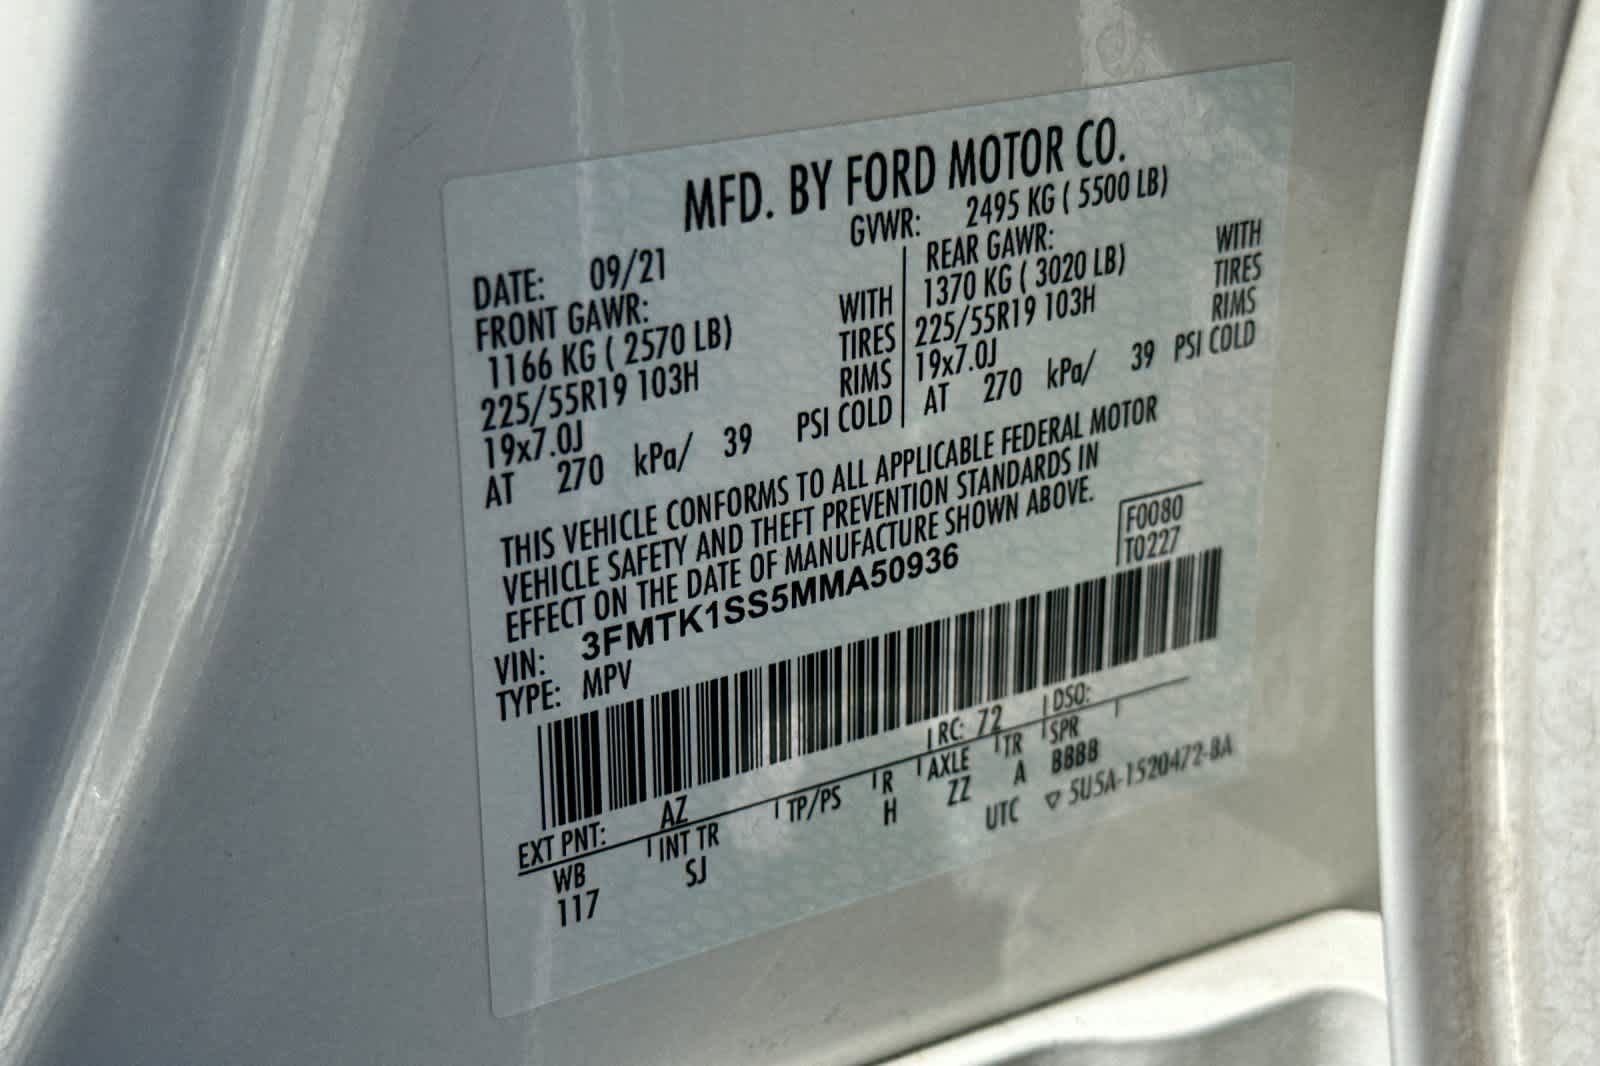 MFD. BY FORD MOTOR CO.
DATE: 09/21 GVWR: 2495 KG ( 5500 LB)
FRONT GAWR: REAR GAWR:
1166 KG ( 2570 LB) WITH 1370 KG ( 3020 LB) WITH
225/55R19 103H TIRES 225/55R19 103H TIRES
19x7.0J RIMS 19x7.0J RIMS
AT 270 kPa/ 39 PSI COLD AT 270 kPa/ 39 PSI COLD
THIS VEHICLE CONFORMS TO ALL APPLICABLE FEDERAL MOTOR
VEHICLE SAFETY AND THEFT PREVENTION STANDARDS IN
EFFECT ON THE DATE OF MANUFACTURE SHOWN ABOVE.
F0080
VIN: 3FMTK1SS5MMA50936 T0227
TYPE: MPV
EXT PNT: AZ RC: 72 DSO:
WB INT TR TP/PS R AXLE TR SPR
117 SJ H ZZ A BBBB
UTC ▽ 5U5A-1520472-BA